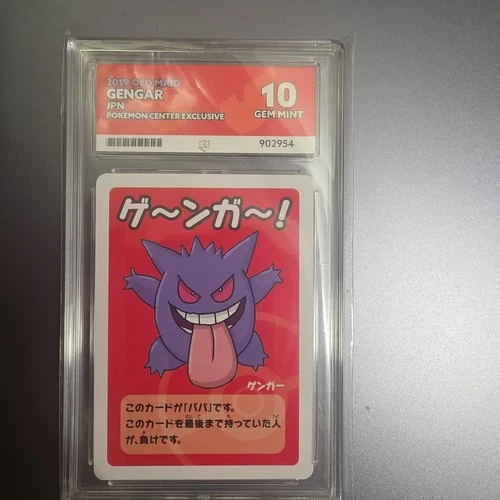 2019 OLD MAID
GENGAR
JPN
POKEMON CENTER EXCLUSIVE
10
GEM MINT
902954
ゲ〜ンガ〜!
ゲンガー
このカードが「ババ」です。
このカードを最後まで持っていた人
が、負けです。